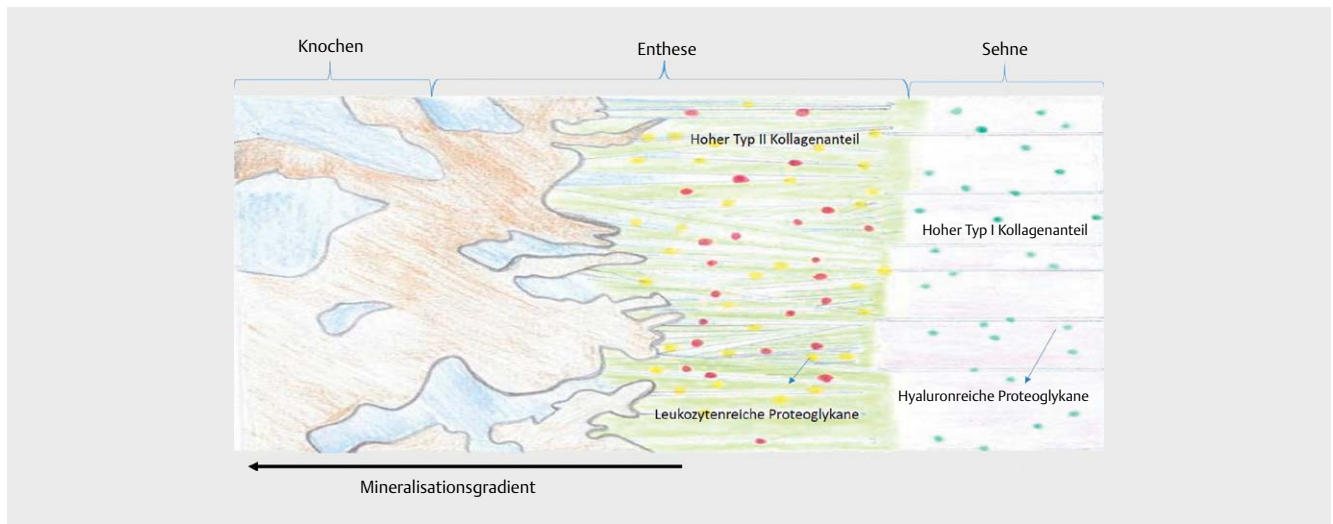 Knochen
Enthese
Sehne
Hoher Typ II Kollagenanteil
Hoher Typ I Kollagenanteil
Hyaluronreiche Proteoglykane
Leukozytenreiche Proteoglykane
Mineralisationsgradient